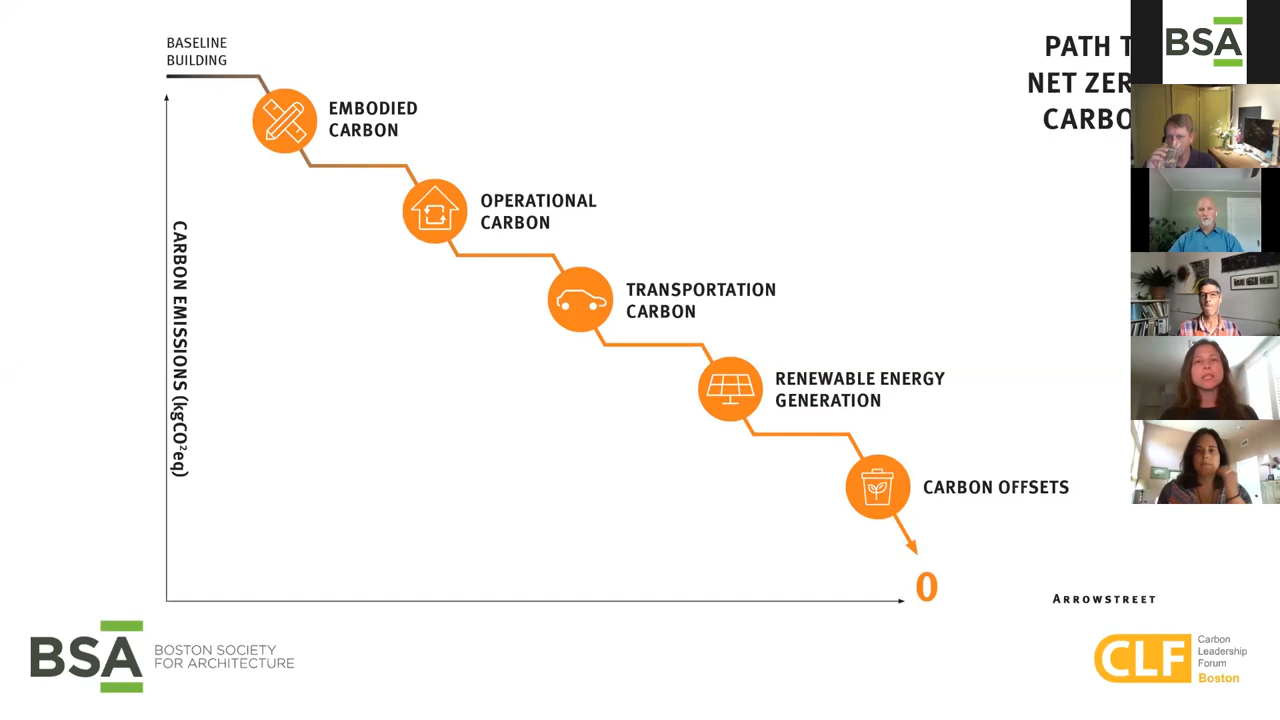 BASELINE
BUILDING
PATH T
NET ZER
CARBO
BSA
EMBODIED
CARBON
OPERATIONAL
CARBON
TRANSPORTATION
CARBON
RENEWABLE ENERGY
GENERATION
CARBON OFFSETS
CARBON EMISSIONS (kgCO²eq)
0
ARROWSTREET
BSA
BOSTON SOCIETY
FOR ARCHITECTURE
CLF
Carbon
Leadership
Forum
Boston